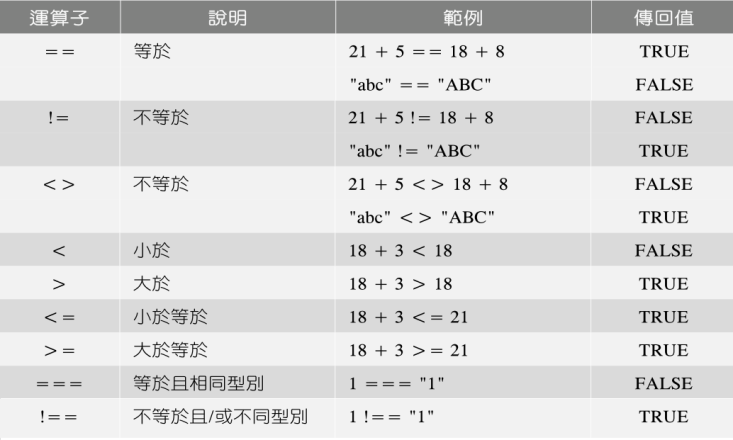 運算子 說明 範例 傳回值
== 等於 21 + 5 == 18 + 8 TRUE
"abc" == "ABC" FALSE
!= 不等於 21 + 5 != 18 + 8 FALSE
"abc" != "ABC" TRUE
<> 不等於 21 + 5 <> 18 + 8 FALSE
"abc" <> "ABC" TRUE
< 小於 18 + 3 < 18 FALSE
> 大於 18 + 3 > 18 TRUE
<= 小於等於 18 + 3 <= 21 TRUE
>= 大於等於 18 + 3 >= 21 TRUE
=== 等於且相同型別 1 === "1" FALSE
!== 不等於且/或不同型別 1 !== "1" TRUE